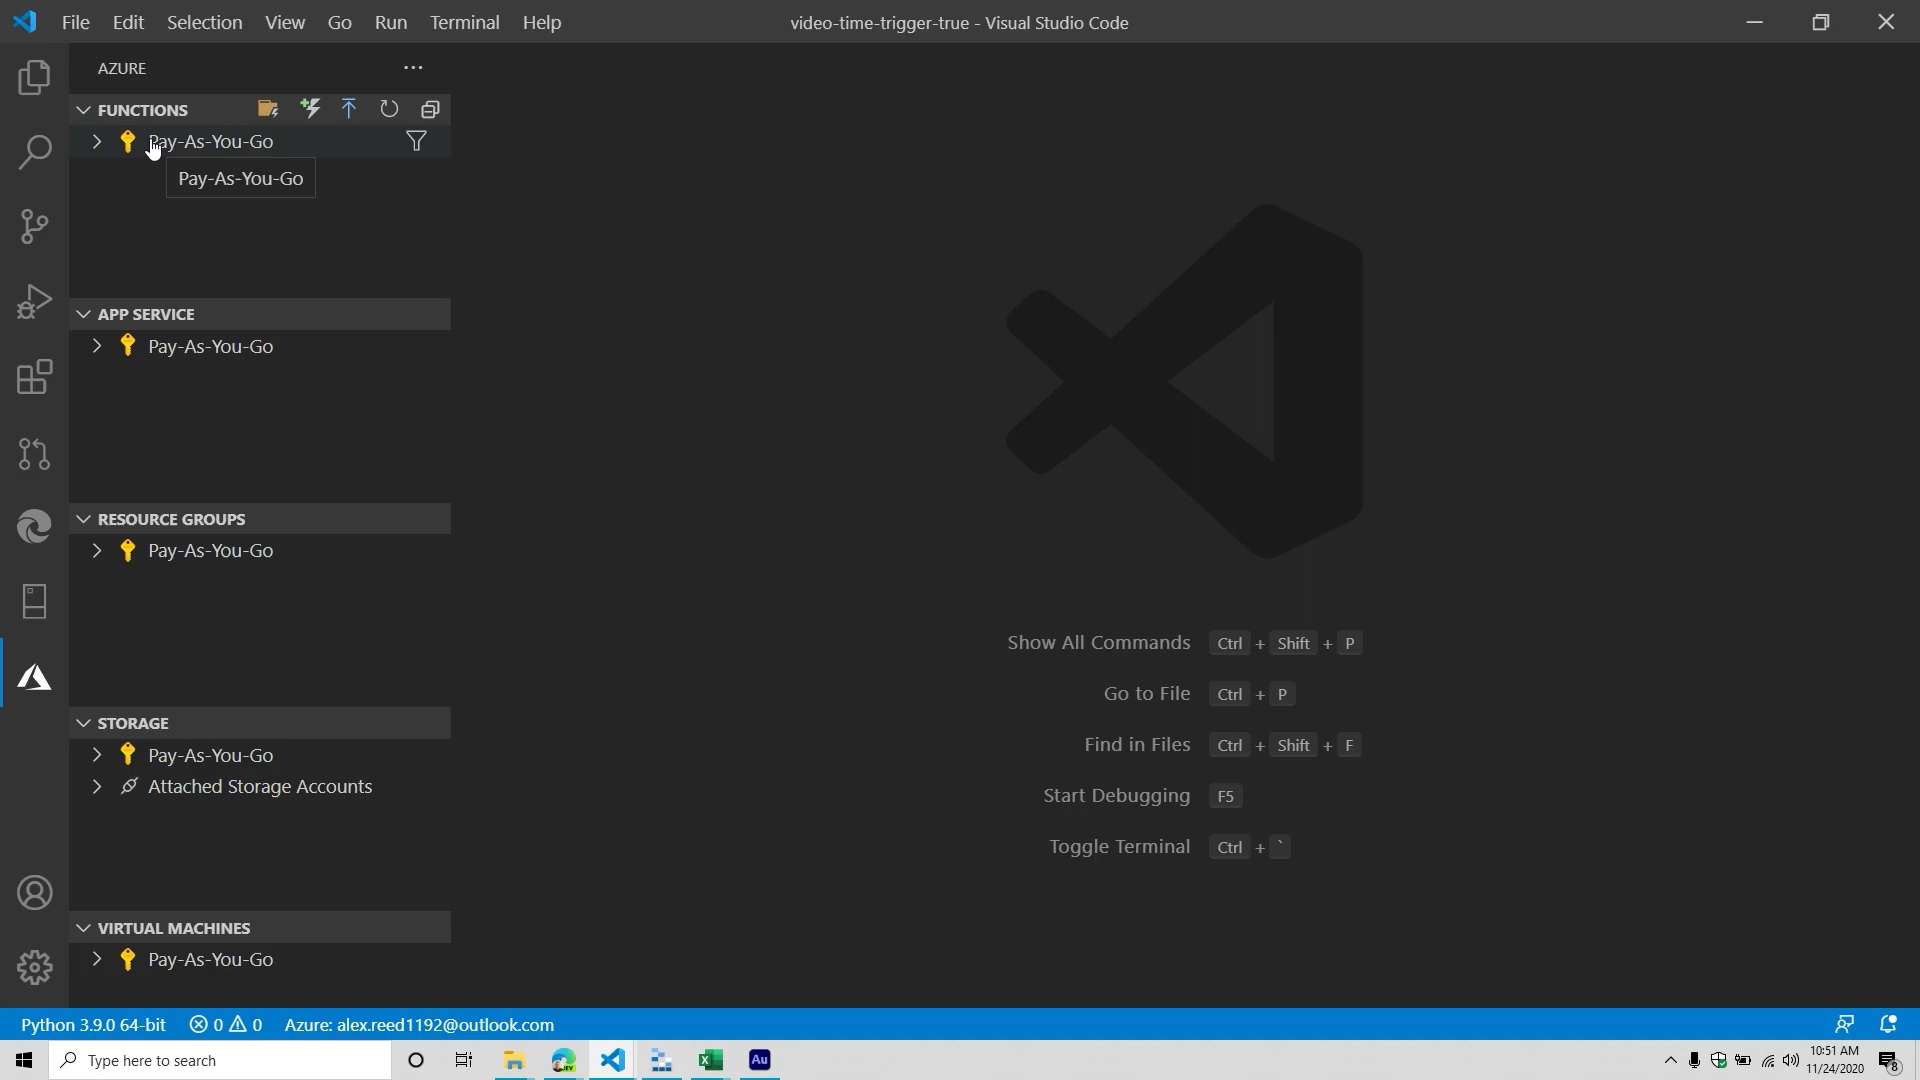 File Edit Selection View Go Run Terminal Help
video-time-trigger-true - Visual Studio Code
AZURE
FUNCTIONS
Pay-As-You-Go
Pay-As-You-Go
APP SERVICE
Pay-As-You-Go
RESOURCE GROUPS
Pay-As-You-Go
STORAGE
Pay-As-You-Go
Attached Storage Accounts
VIRTUAL MACHINES
Pay-As-You-Go
Show All Commands Ctrl + Shift + P
Go to File Ctrl + P
Find in Files Ctrl + Shift + F
Start Debugging F5
Toggle Terminal Ctrl + `
Python 3.9.0 64-bit 0 0 Azure: alex.reed1192@outlook.com
Type here to search
DEV
Au
10:51 AM
11/24/2020
8